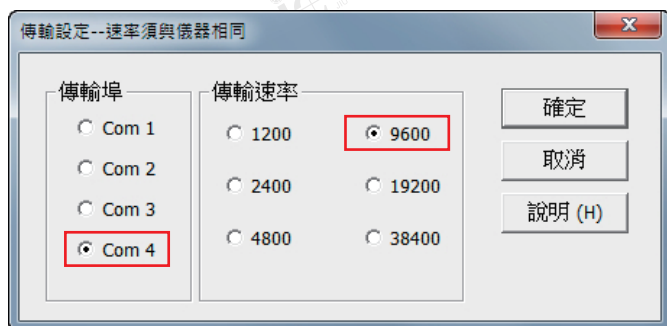 傳輸設定--速率須與儀器相同
傳輸埠
Com 1
Com 2
Com 3
Com 4
傳輸速率
1200
9600
2400
19200
4800
38400
確定
取消
說明 (H)